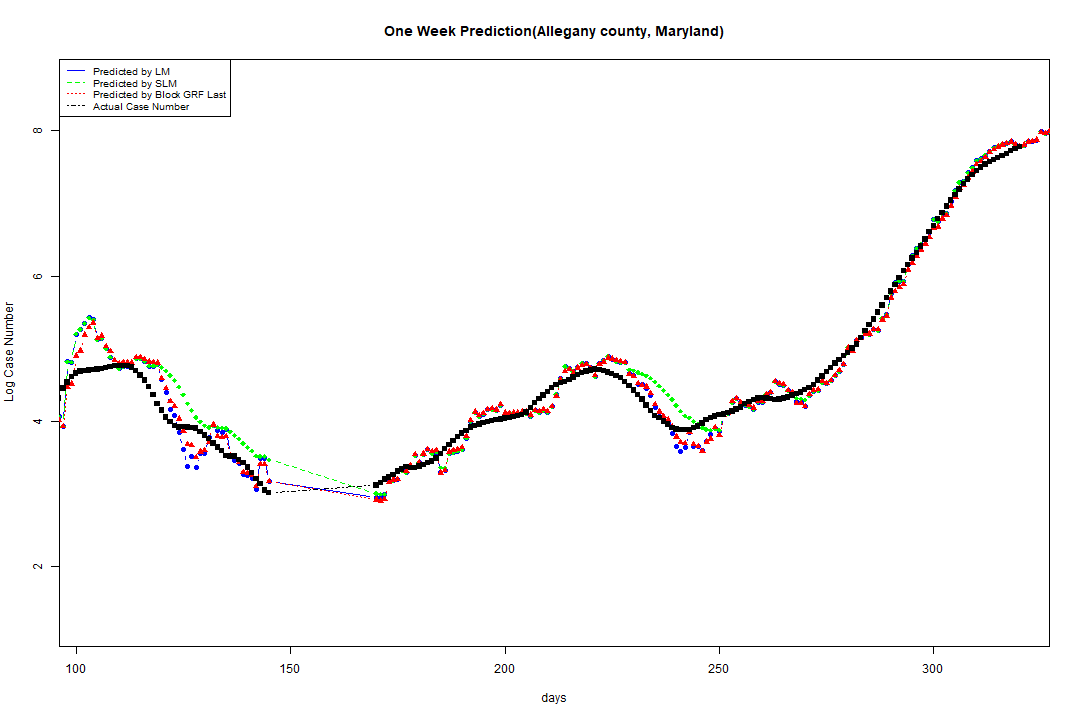 One Week Prediction(Allegany county, Maryland)
Predicted by LM
Predicted by SLM
Predicted by Block GRF Last
Actual Case Number
8
6
4
2
Log Case Number
100
150
200
250
300
days